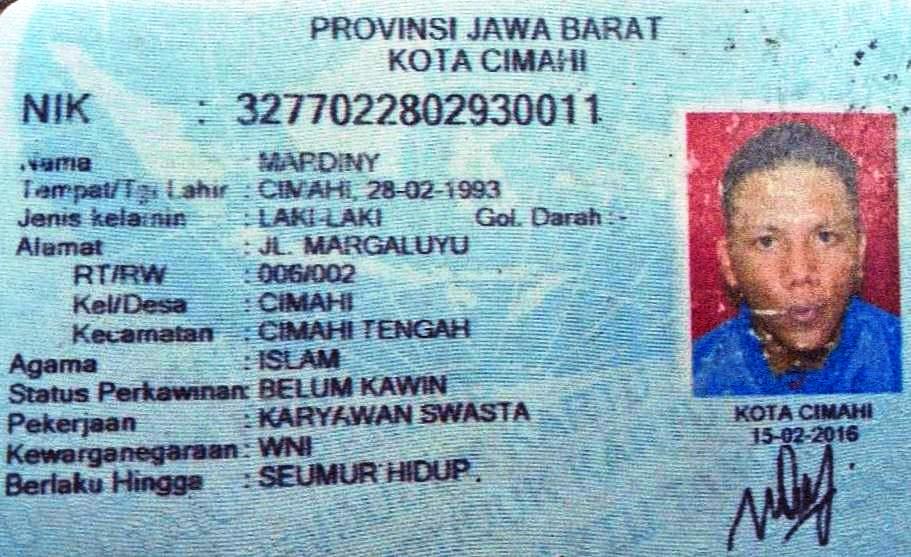 PROVINSI JAWA BARAT
KOTA CIMAHI
NIK : 3277022802930011
Nama : MARDINY
Tempat/Tgl Lahir : CIMAHI, 28-02-1993
Jenis kelamin : LAKI-LAKI Gol. Darah :-
Alamat : JL. MARGALUYU
RT/RW : 006/002
Kel/Desa : CIMAHI
Kecamatan : CIMAHI TENGAH
Agama : ISLAM
Status Perkawinan: BELUM KAWIN
Pekerjaan : KARYAWAN SWASTA
Kewarganegaraan : WNI
Berlaku Hingga : SEUMUR HIDUP
KOTA CIMAHI
15-02-2016